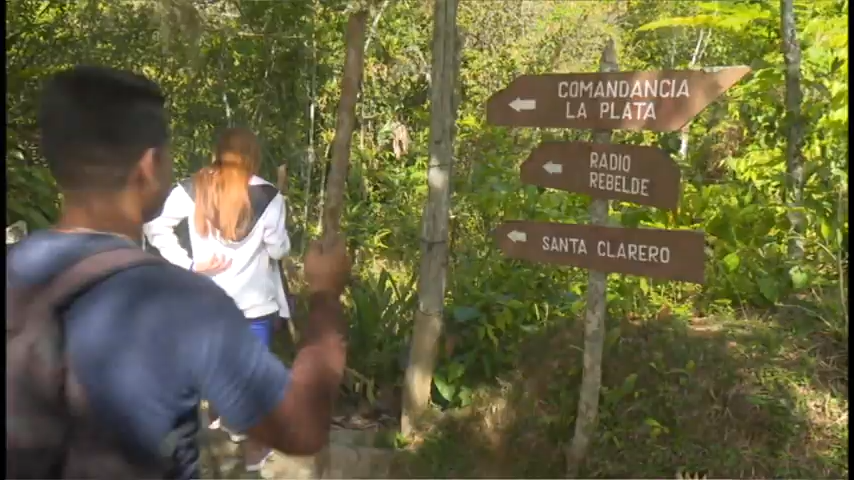 COMANDANCIA
LA PLATA
RADIO
REBELDE
SANTA CLARERO